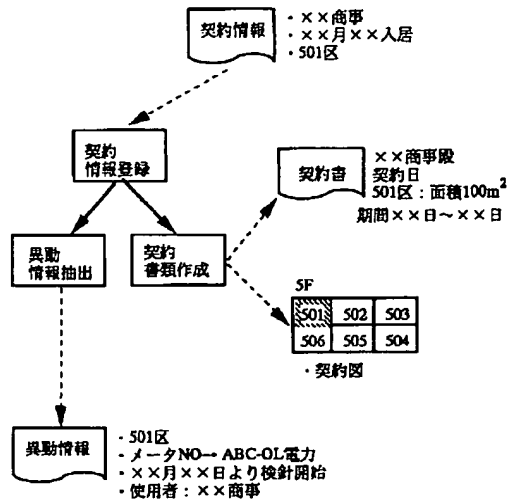 契約情報
・××商事
・××月××入居
・501区
契約
情報登録
契約書
××商事殿
契約日
501区：面積100m²
期間××日～××日
異動
情報抽出
契約
書類作成
5F
501 502 503
506 505 504
・契約図
異動情報
・501区
・メータNO→ ABC-OL電力
・××月××日より検針開始
・使用者：××商事